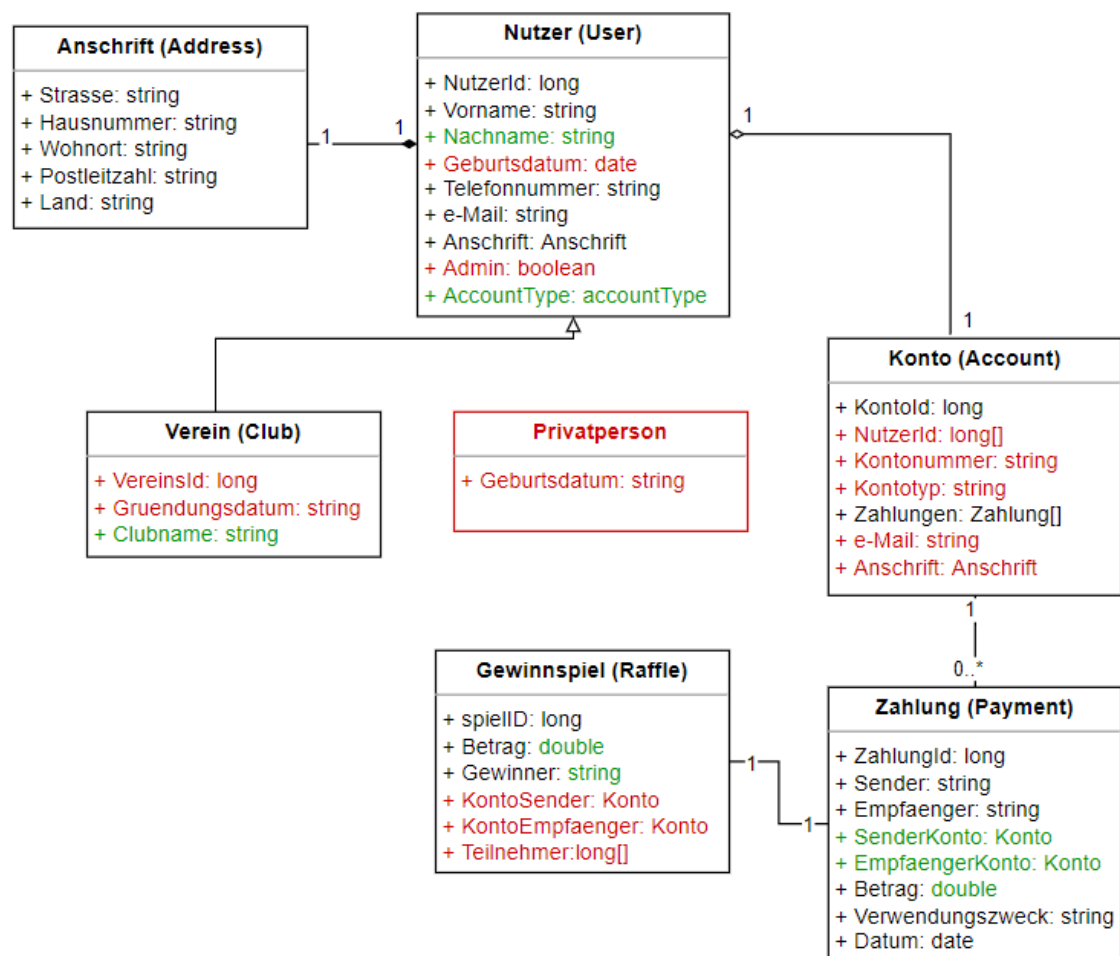 Anschrift (Address)
+ Strasse: string
+ Hausnummer: string
+ Wohnort: string
+ Postleitzahl: string
+ Land: string
1
1
Nutzer (User)
+ NutzerId: long
+ Vorname: string
+ Nachname: string
+ Geburtsdatum: date
+ Telefonnummer: string
+ e-Mail: string
+ Anschrift: Anschrift
+ Admin: boolean
+ AccountType: accountType
1
1
Verein (Club)
+ VereinsId: long
+ Gruendungsdatum: string
+ Clubname: string
Privatperson
+ Geburtsdatum: string
Konto (Account)
+ KontoId: long
+ NutzerId: long[]
+ Kontonummer: string
+ Kontotyp: string
+ Zahlungen: Zahlung[]
+ e-Mail: string
+ Anschrift: Anschrift
1
0..*
Gewinnspiel (Raffle)
+ spielID: long
+ Betrag: double
+ Gewinner: string
+ KontoSender: Konto
+ KontoEmpfaenger: Konto
+ Teilnehmer:long[]
1
1
Zahlung (Payment)
+ ZahlungId: long
+ Sender: string
+ Empfaenger: string
+ SenderKonto: Konto
+ EmpfaengerKonto: Konto
+ Betrag: double
+ Verwendungszweck: string
+ Datum: date